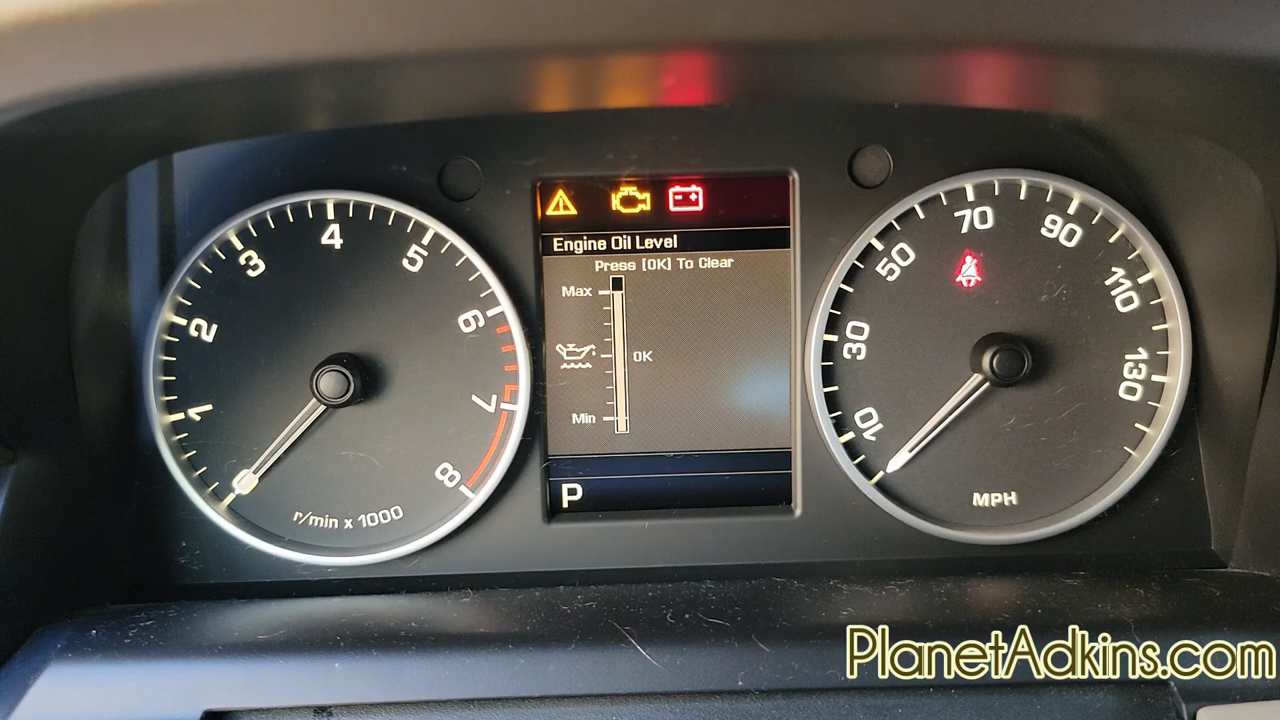 Engine Oil Level
Press [OK] To Clear
Max
OK
Min
P
0
1
2
3
4
5
6
7
8
r/min x 1000
10
30
50
70
90
110
130
MPH
PlanetAdkins.com